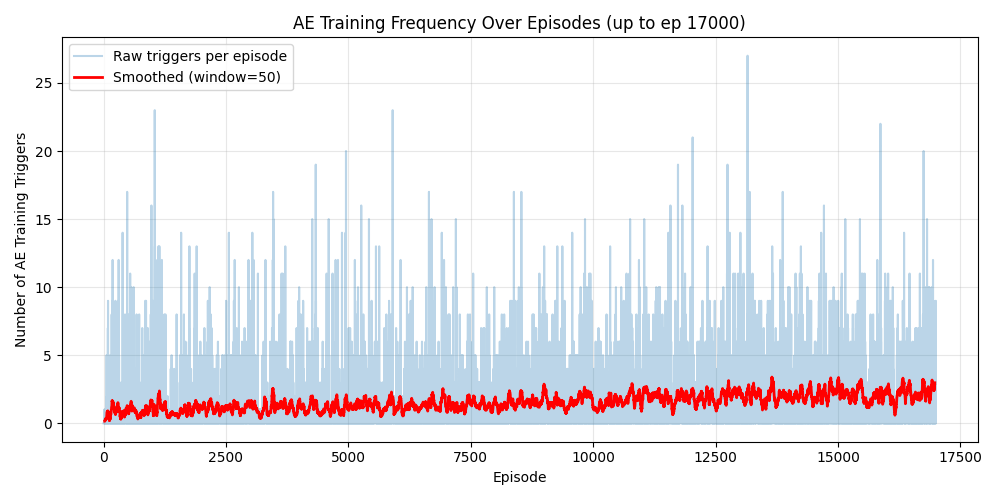 AE Training Frequency Over Episodes (up to ep 17000)
Raw triggers per episode
Smoothed (window=50)
Number of AE Training Triggers
25
20
15
10
5
0
0
2500
5000
7500
10000
12500
15000
17500
Episode